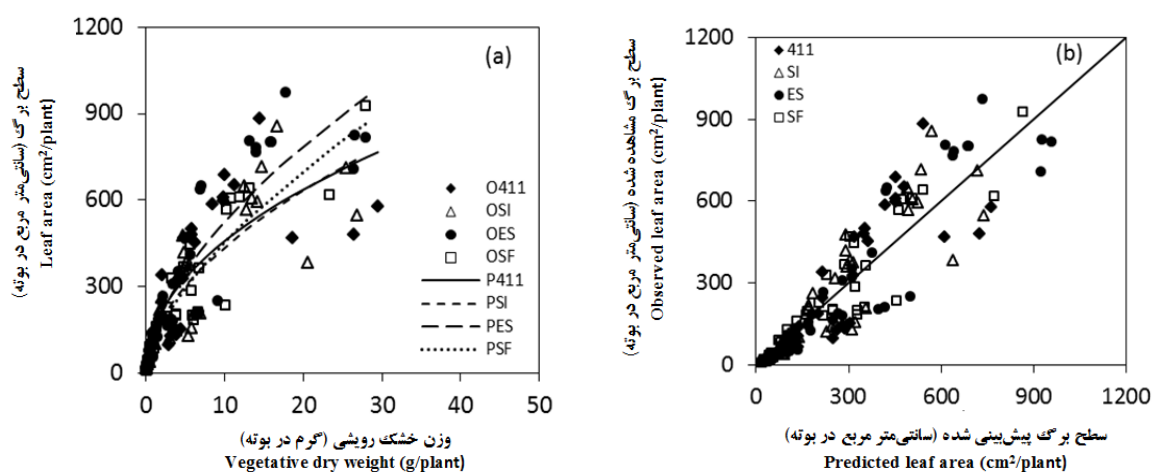 1200
900
600
300
0
0
10
20
30
40
50
(a)
O411
OSI
OES
OSF
P411
PSI
PES
PSF
سطح برگ (سانتی‌متر مربع در بوته)
Leaf area (cm²/plant)
وزن خشک رویشی (گرم در بوته)
Vegetative dry weight (g/plant)
1200
900
600
300
0
0
300
600
900
1200
(b)
411
SI
ES
SF
سطح برگ مشاهده شده (سانتی‌متر مربع در بوته)
Observed leaf area (cm²/plant)
سطح برگ پیش‌بینی شده (سانتی‌متر مربع در بوته)
Predicted leaf area (cm²/plant)